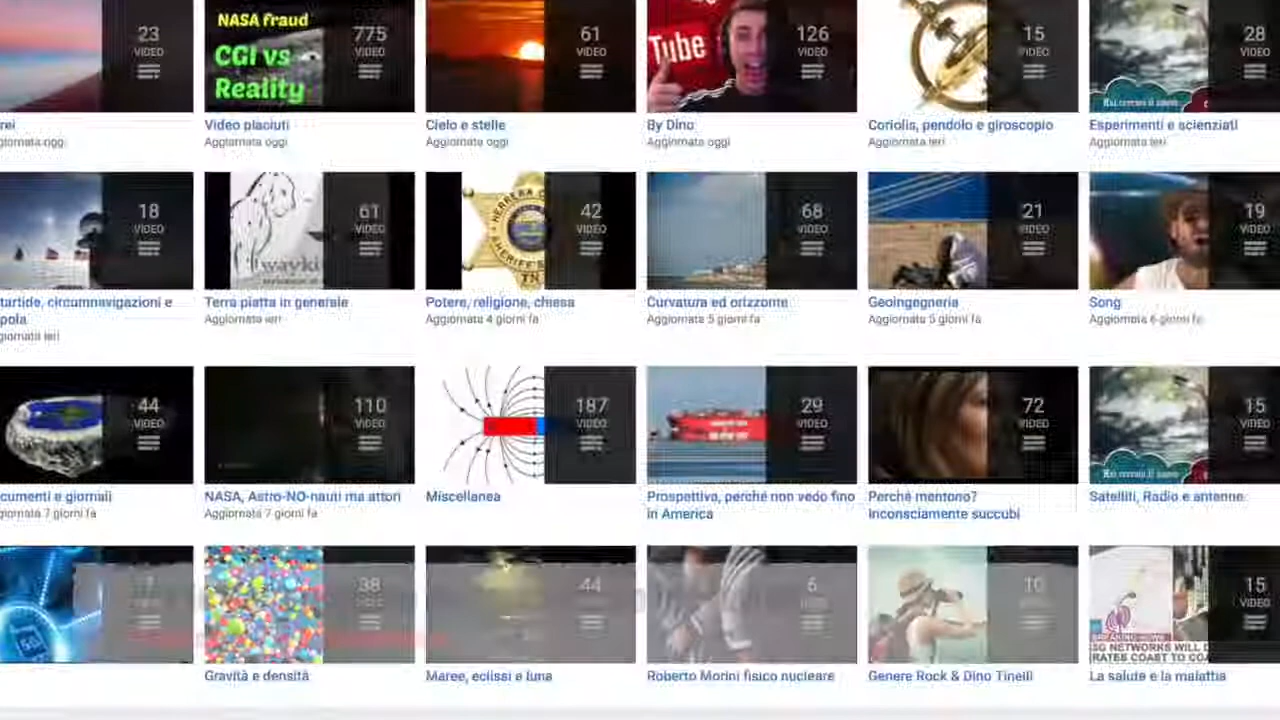 23
VIDEO
NASA fraud
CGI vs
Reality
775
VIDEO
61
VIDEO
Tube
126
VIDEO
15
VIDEO
28
VIDEO
rei
giornata oggi
Video piaciuti
Aggiornata oggi
Cielo e stelle
Aggiornata oggi
By Dino
Aggiornata oggi
Coriolis, pendolo e giroscopio
Aggiornata ieri
Esperimenti e scienziati
Aggiornata ieri
18
VIDEO
61
VIDEO
42
VIDEO
68
VIDEO
21
VIDEO
19
VIDEO
tartide, circumnavigazioni e
pola
giornata ieri
Terra piatta in generale
Aggiornata ieri
Potere, religione, chiesa
Aggiornata 4 giorni fa
Curvatura ed orizzonte
Aggiornata 5 giorni fa
Geoingegneria
Aggiornata 5 giorni fa
Song
Aggiornata 6 giorni fa
44
VIDEO
110
VIDEO
187
VIDEO
29
VIDEO
72
VIDEO
15
VIDEO
cumenti e giornali
giornata 7 giorni fa
NASA, Astro-NO-nauti ma attori
Aggiornata 7 giorni fa
Miscellanea
Prospettiva, perché non vedo fino
in America
Perché mentono?
Inconsciamente succubi
Satelliti, Radio e antenne
7
38
44
6
10
15
VIDEO
5G NETWORKS WILL
RATES COAST TO
Gravità e densità
Maree, eclissi e luna
Roberto Morini fisico nucleare
Genere Rock & Dino Tinelli
La salute e la malattia